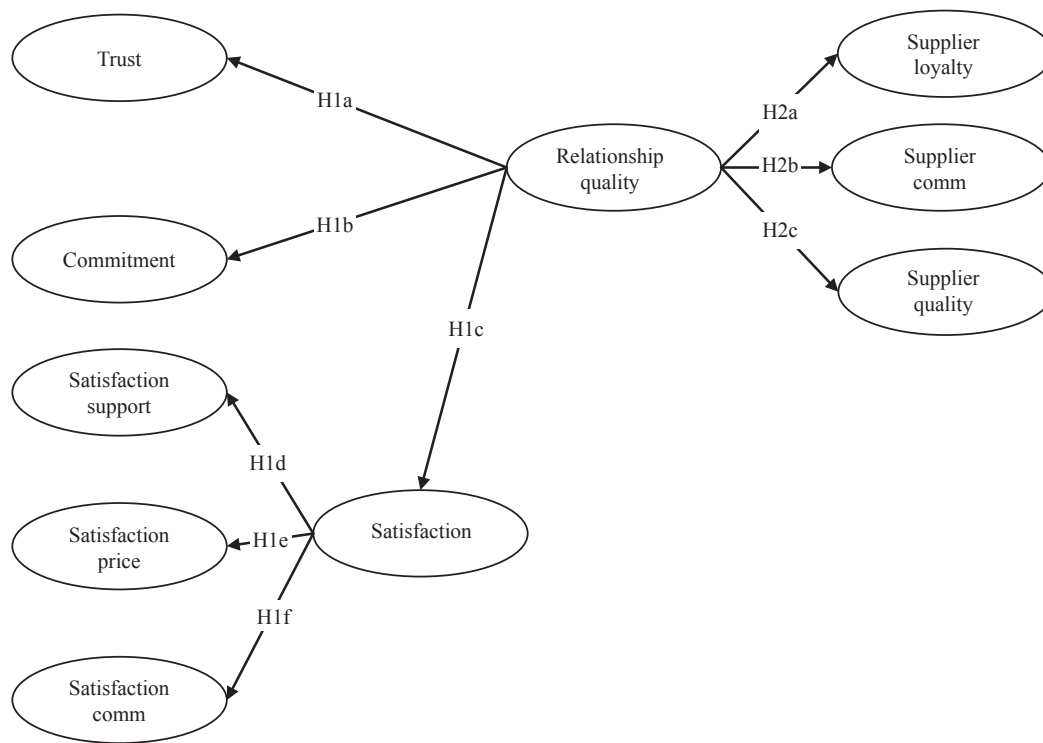 Trust
Supplier
loyalty
H1a
H2a
Relationship
quality
H2b
Supplier
comm
H1b
H2c
Commitment
Supplier
quality
H1c
Satisfaction
support
H1d
Satisfaction
price
H1e
Satisfaction
H1f
Satisfaction
comm